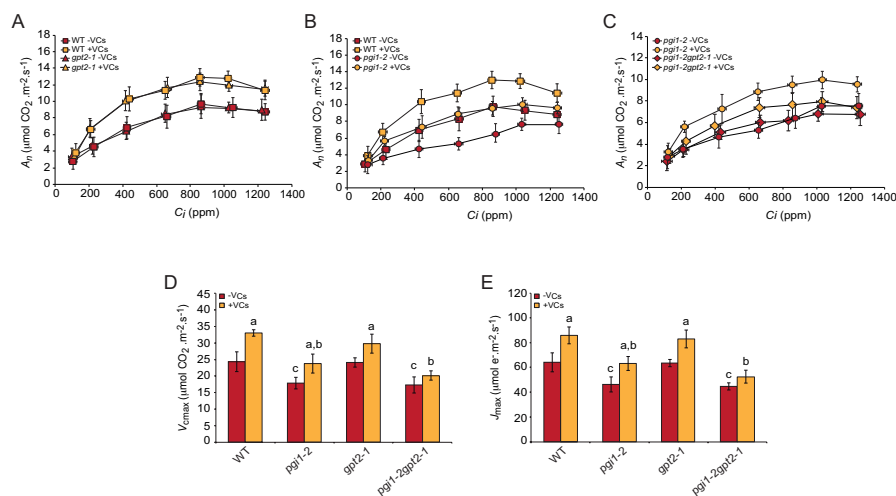 A
WT -VCs
WT +VCs
gpt2-1 -VCs
gpt2-1 +VCs
18
16
14
12
10
8
6
4
2
0
An (µmol CO2 .m-2.s-1)
0 200 400 600 800 1000 1200 1400
Ci (ppm)
B
WT -VCs
WT +VCs
pgi1-2 -VCs
pgi1-2 +VCs
18
16
14
12
10
8
6
4
2
0
An (µmol CO2 .m-2.s-1)
0 200 400 600 800 1000 1200 1400
Ci (ppm)
C
pgi1-2 -VCs
pgi1-2 +VCs
pgi1-2gpt2-1 -VCs
pgi1-2gpt2-1 +VCs
16
14
12
10
8
6
4
2
0
An (µmol CO2 .m-2.s-1)
0 200 400 600 800 1000 1200 1400
Ci (ppm)
D
-VCs
+VCs
40
35
30
25
20
15
10
5
0
Vcmax (µmol CO2 .m-2.s-1)
a
a,b
c
a
c
b
WT pgi1-2 gpt2-1 pgi1-2gpt2-1
E
-VCs
+VCs
120
100
80
60
40
20
0
Jmax (µmol e-.m-2.s-1)
a
a,b
c
a
c
b
WT pgi1-2 gpt2-1 pgi1-2gpt2-1